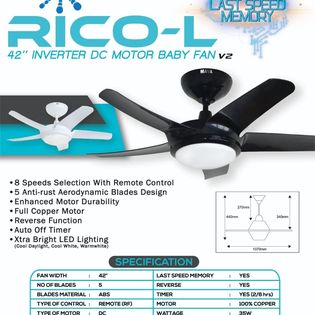 LAST SPEED
MEMORY
RICO-L
42" INVERTER DC MOTOR BABY FAN V2
• 8 Speeds Selection With Remote Control
• 5 Anti-rust Aerodynamic Blades Design
• Enhanced Motor Durability
• Full Copper Motor
• Reverse Function
• Auto Off Timer
• Xtra Bright LED Lighting
(Cool Daylight, Cool White, Warmwhite)
270mm
440mm
340mm
1070mm
SPECIFICATION
FAN WIDTH : 42" LAST SPEED MEMORY : YES
NO OF BLADES : 5 REVERSE : YES
BLADES MATERIAL : ABS TIMER : YES (2/8 hrs)
TYPE OF CONTROL : REMOTE (RF) MOTOR : 100% COPPER
TYPE OF MOTOR : DC WATTAGE : 35W